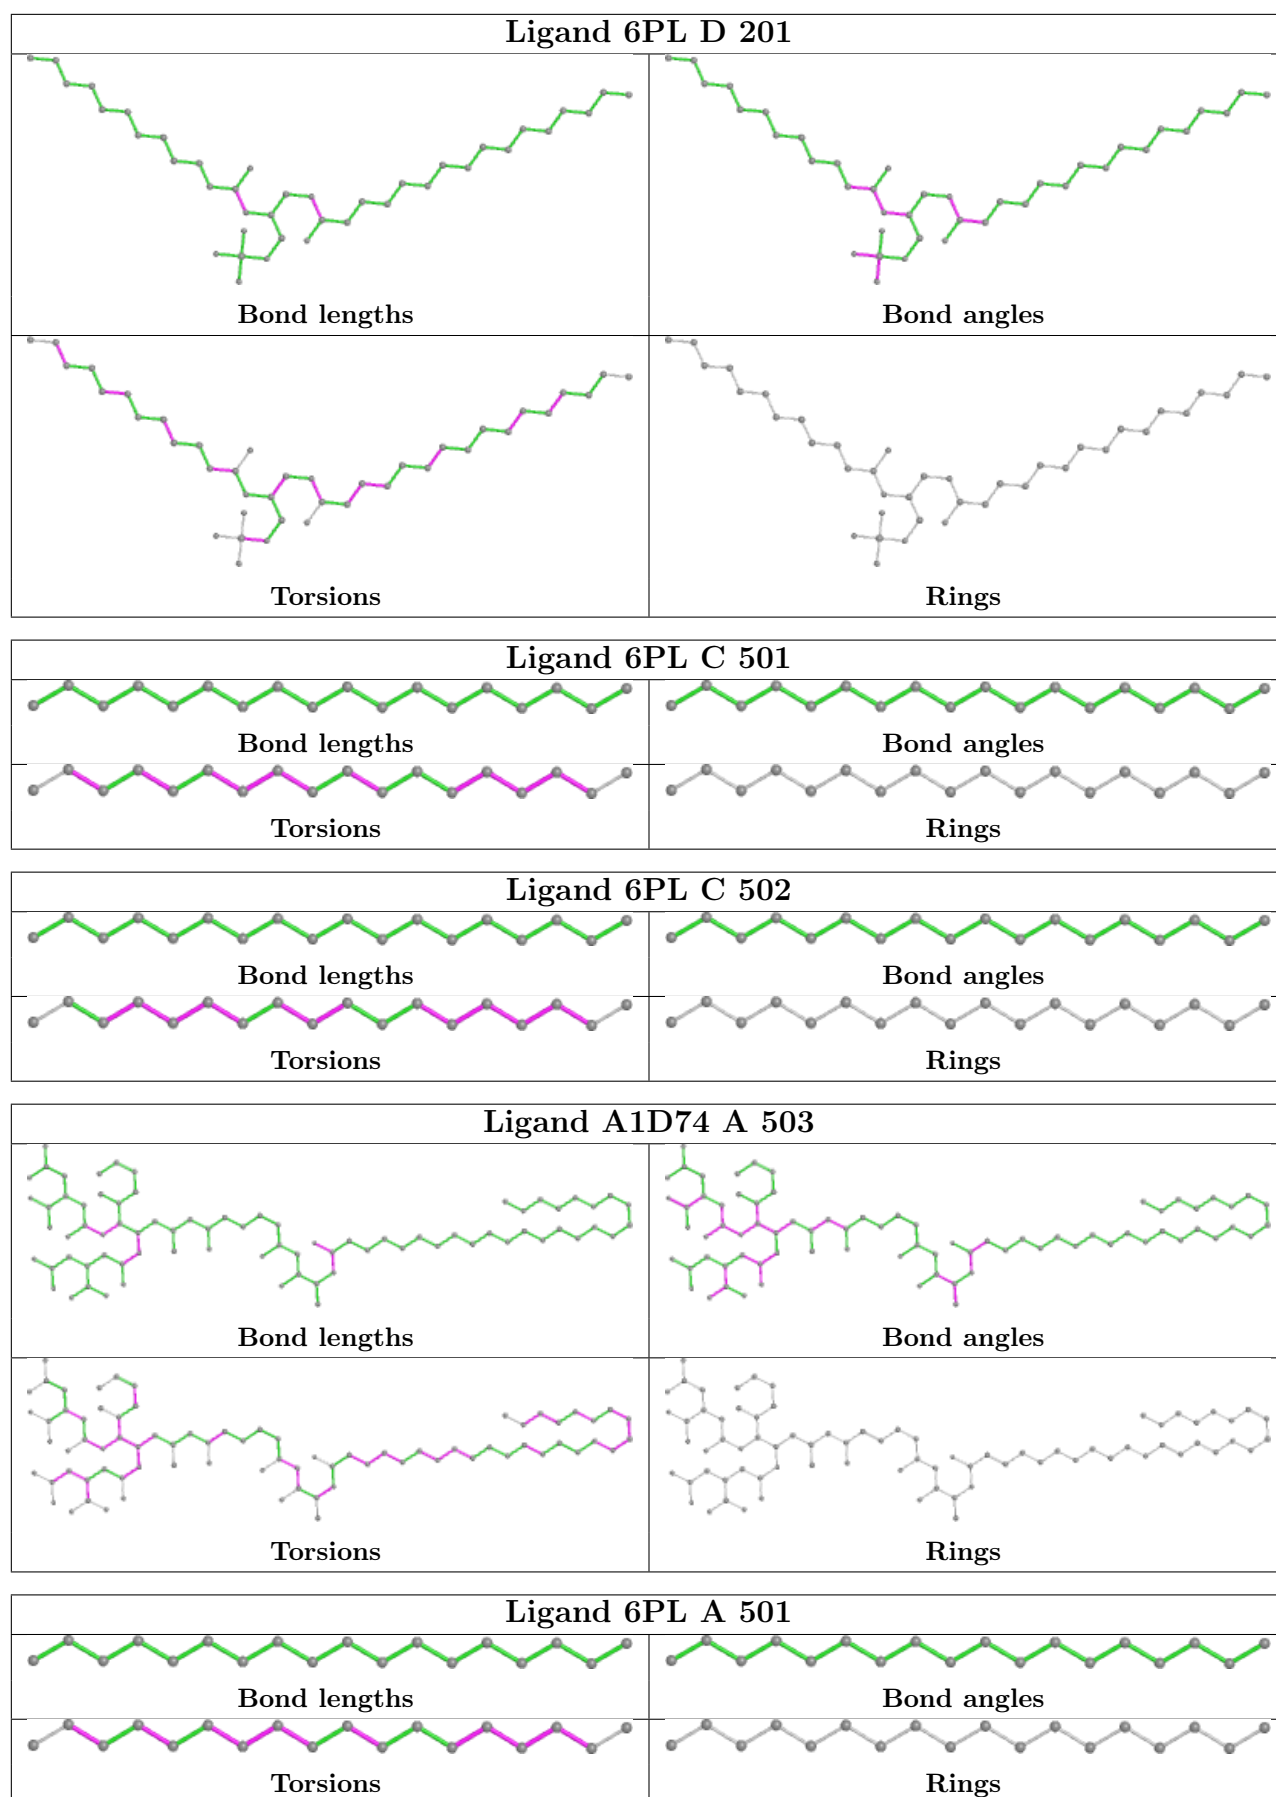 Ligand 6PL D 201
Bond lengths
Bond angles
Torsions
Rings
Ligand 6PL C 501
Bond lengths
Bond angles
Torsions
Rings
Ligand 6PL C 502
Bond lengths
Bond angles
Torsions
Rings
Ligand A1D74 A 503
Bond lengths
Bond angles
Torsions
Rings
Ligand 6PL A 501
Bond lengths
Bond angles
Torsions
Rings